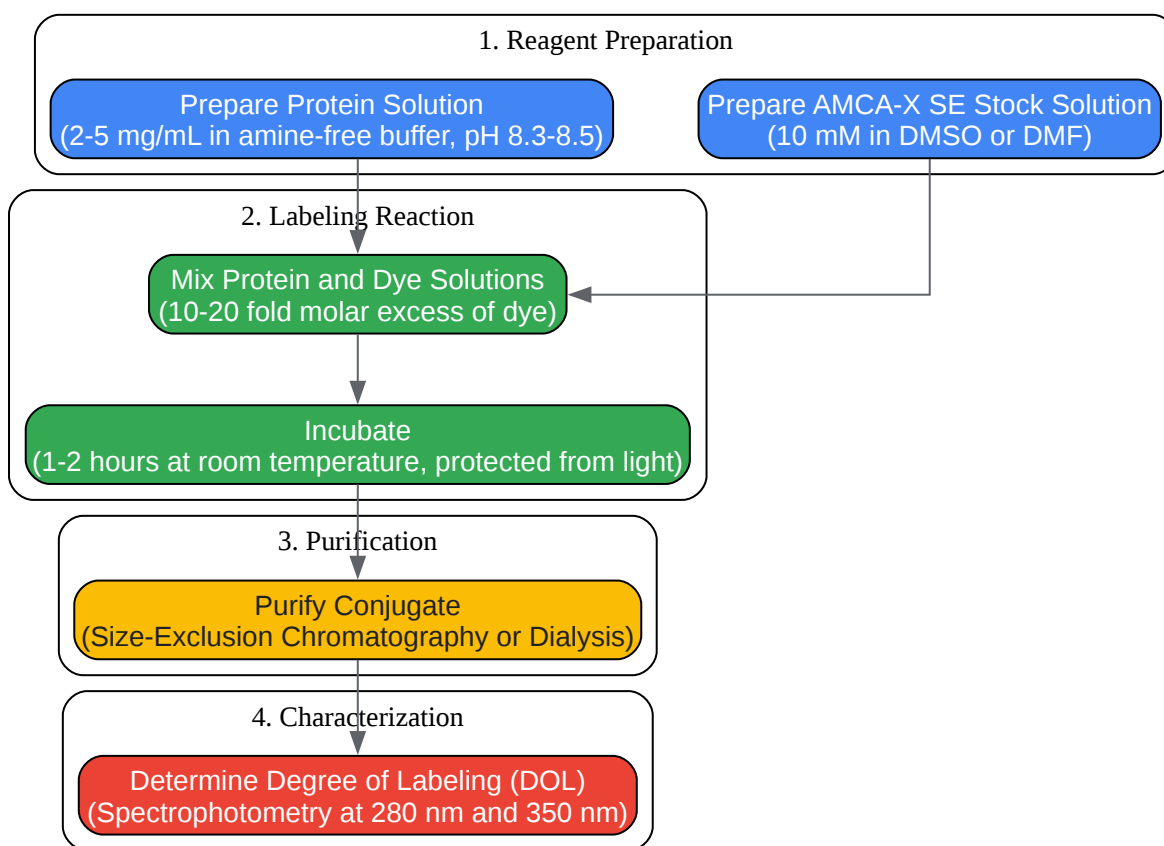 1. Reagent Preparation
Prepare Protein Solution
(2-5 mg/mL in amine-free buffer, pH 8.3-8.5)
Prepare AMCA-X SE Stock Solution
(10 mM in DMSO or DMF)
2. Labeling Reaction
Mix Protein and Dye Solutions
(10-20 fold molar excess of dye)
Incubate
(1-2 hours at room temperature, protected from light)
3. Purification
Purify Conjugate
(Size-Exclusion Chromatography or Dialysis)
4. Characterization
Determine Degree of Labeling (DOL)
(Spectrophotometry at 280 nm and 350 nm)